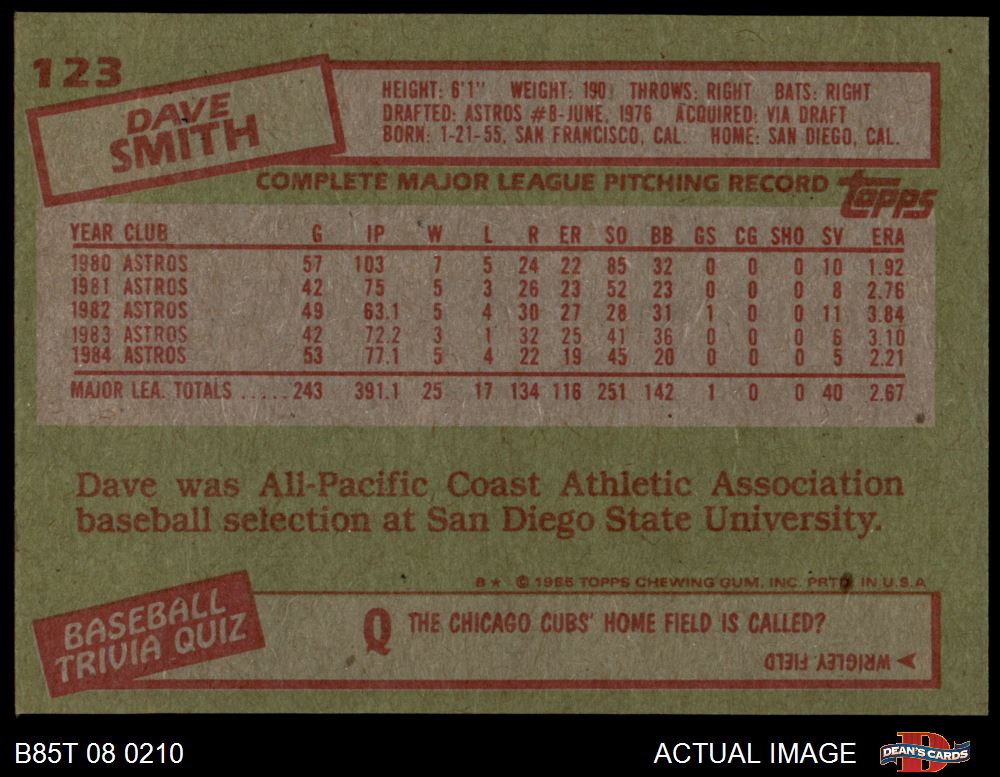 123
DAVE
SMITH
HEIGHT: 6'1" WEIGHT: 190 THROWS: RIGHT BATS: RIGHT
DRAFTED: ASTROS #8-JUNE, 1976 ACQUIRED: VIA DRAFT
BORN: 1-21-55, SAN FRANCISCO, CAL. HOME: SAN DIEGO, CAL.
COMPLETE MAJOR LEAGUE PITCHING RECORD topps
YEAR CLUB G IP W L R ER SO BB GS CG SHO SV ERA
1980 ASTROS 57 103 7 5 24 22 85 32 0 0 0 10 1.92
1981 ASTROS 42 75 5 3 26 23 52 23 0 0 0 8 2.76
1982 ASTROS 49 63.1 5 4 30 27 28 31 1 0 0 11 3.84
1983 ASTROS 42 72.2 3 1 32 25 41 36 0 0 0 6 3.10
1984 ASTROS 53 77.1 5 4 22 19 45 20 0 0 0 5 2.21
MAJOR LEA. TOTALS .....243 391.1 25 17 134 116 251 142 1 0 0 40 2.67
Dave was All-Pacific Coast Athletic Association
baseball selection at San Diego State University.
B★ © 1985 TOPPS CHEWING GUM, INC. PRTD. IN U.S.A.
BASEBALL
TRIVIA QUIZ
Q THE CHICAGO CUBS' HOME FIELD IS CALLED?
WRIGLEY FIELD
B85T 08 0210
ACTUAL IMAGE
DEAN'S CARDS